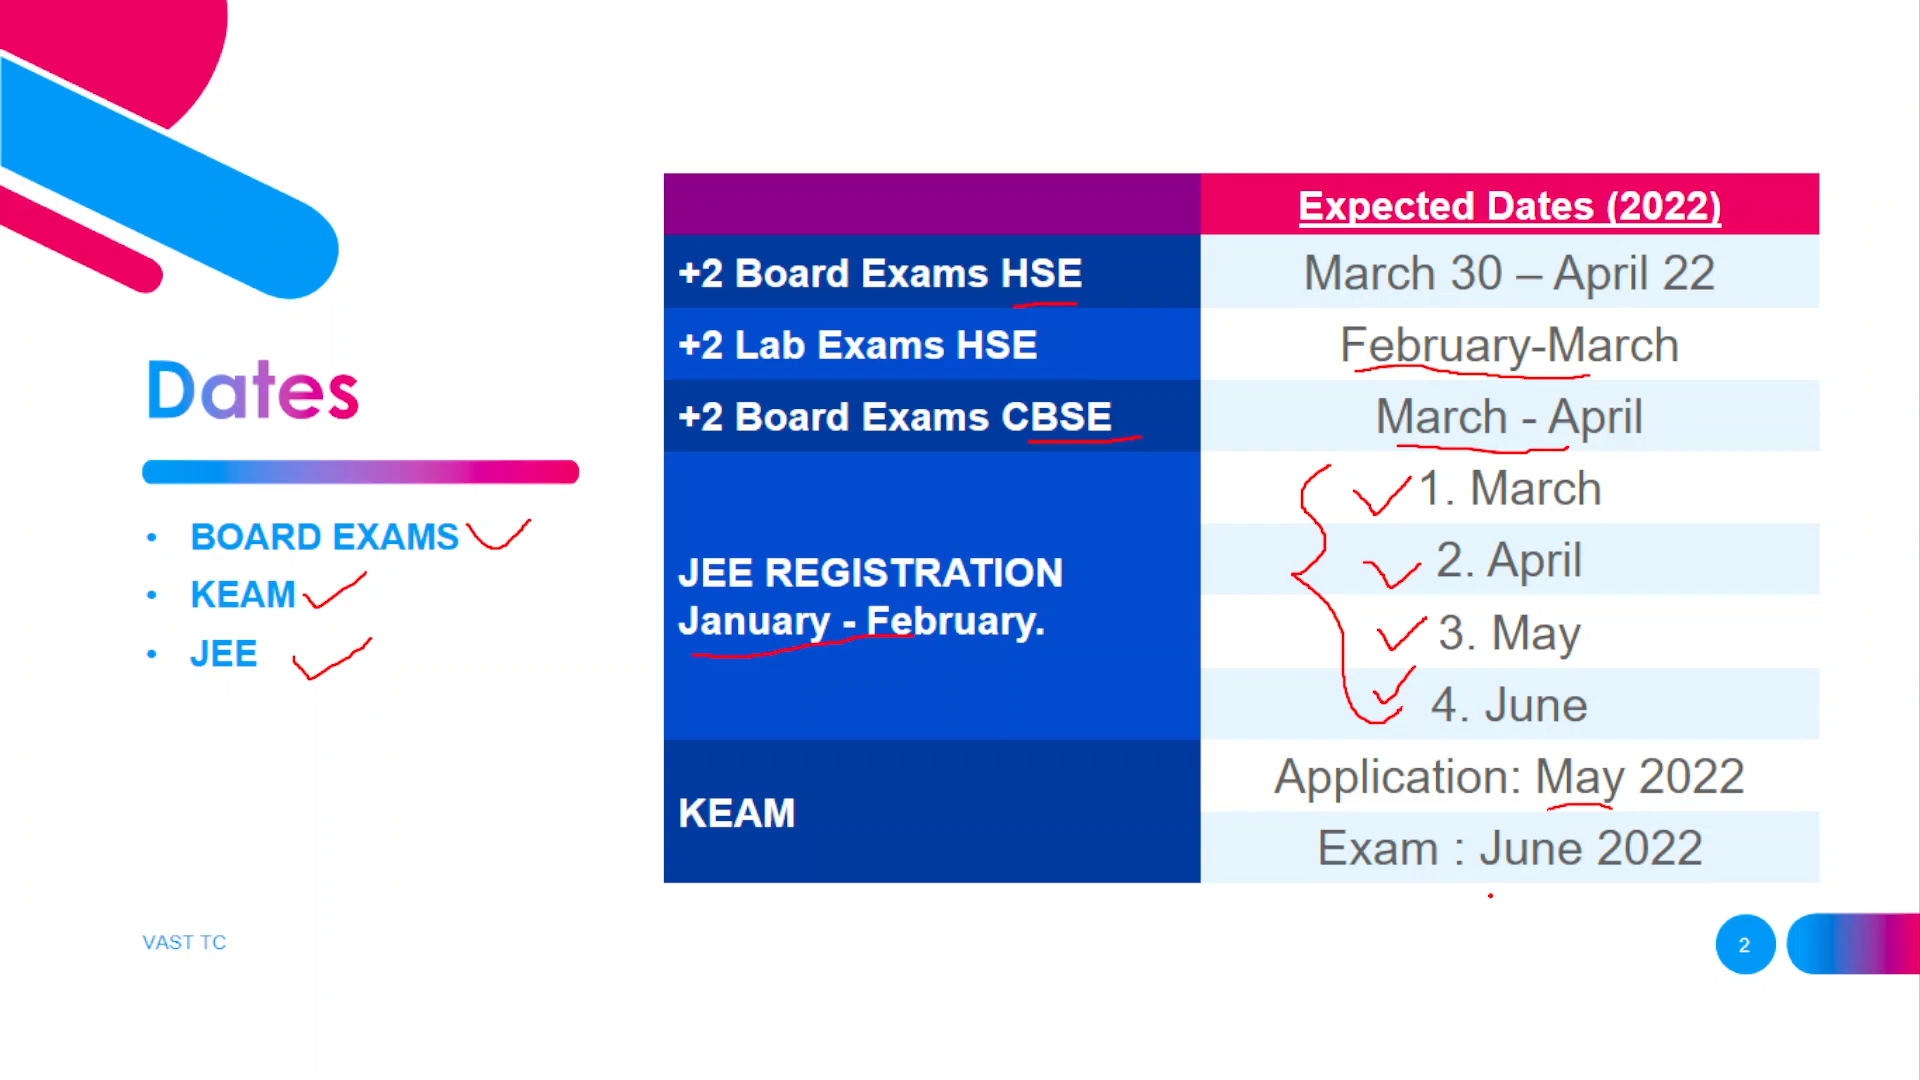 Dates
• BOARD EXAMS
• KEAM
• JEE
Expected Dates (2022)
+2 Board Exams HSE
March 30 – April 22
+2 Lab Exams HSE
February-March
+2 Board Exams CBSE
March - April
JEE REGISTRATION
January - February.
1. March
2. April
3. May
4. June
KEAM
Application: May 2022
Exam : June 2022
VAST TC
2